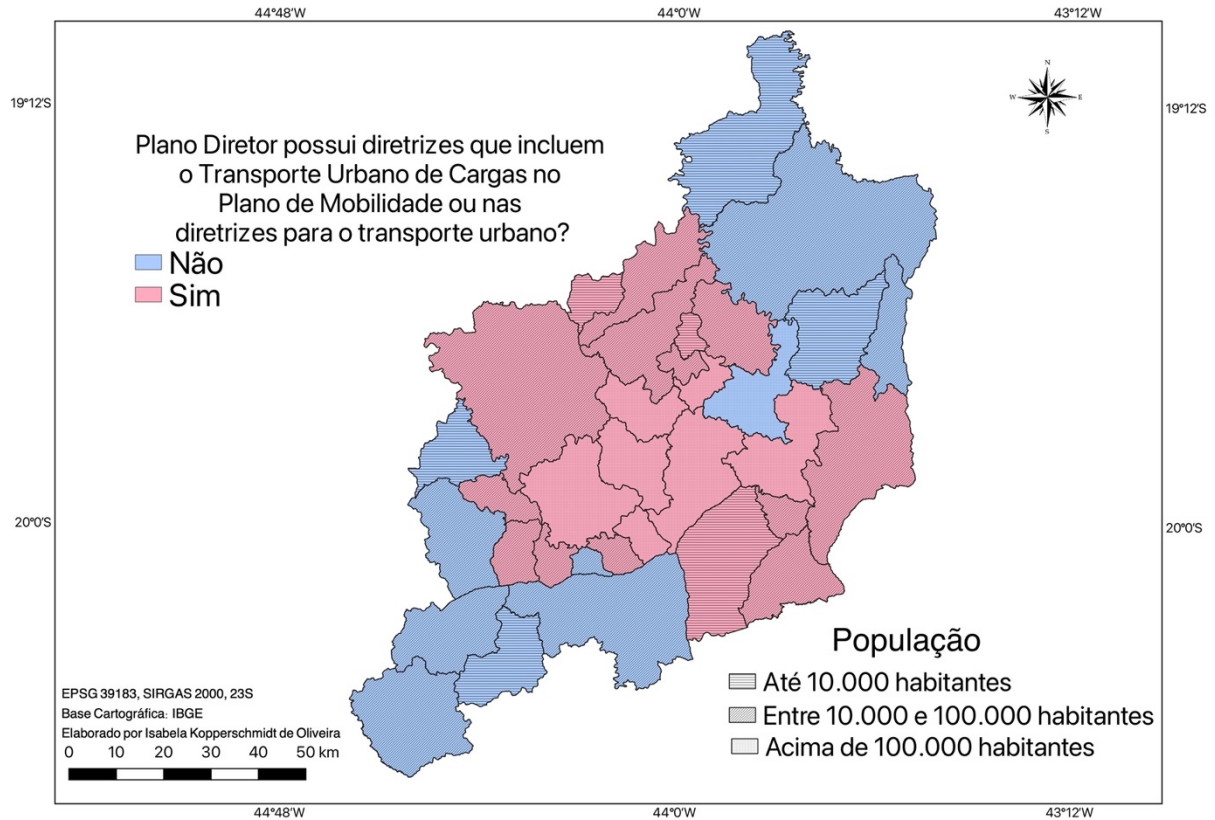 44°48'W 44°0'W 43°12'W
19°12'S 19°12'S
N
W E
S
Plano Diretor possui diretrizes que incluem
o Transporte Urbano de Cargas no
Plano de Mobilidade ou nas
diretrizes para o transporte urbano?
Não
Sim
20°0'S 20°0'S
População
Até 10.000 habitantes
Entre 10.000 e 100.000 habitantes
Acima de 100.000 habitantes
EPSG 39183, SIRGAS 2000, 23S
Base Cartográfica: IBGE
Elaborado por Isabela Kopperschmidt de Oliveira
0 10 20 30 40 50 km
44°48'W 44°0'W 43°12'W